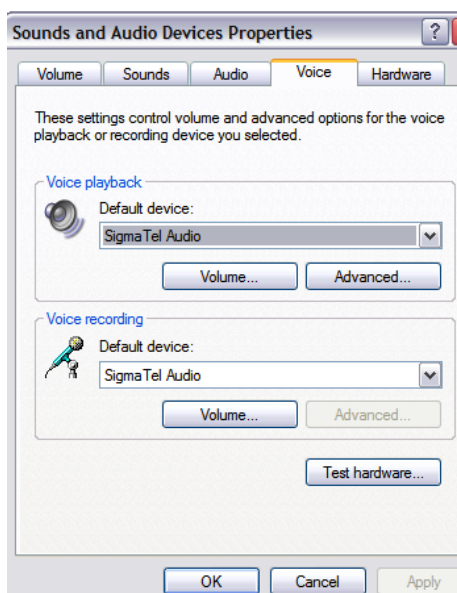 Sounds and Audio Devices Properties
?
Volume Sounds Audio Voice Hardware
These settings control volume and advanced options for the voice
playback or recording device you selected.
Voice playback
Default device:
SigmaTel Audio
Volume... Advanced...
Voice recording
Default device:
SigmaTel Audio
Volume... Advanced...
Test hardware...
OK Cancel Apply